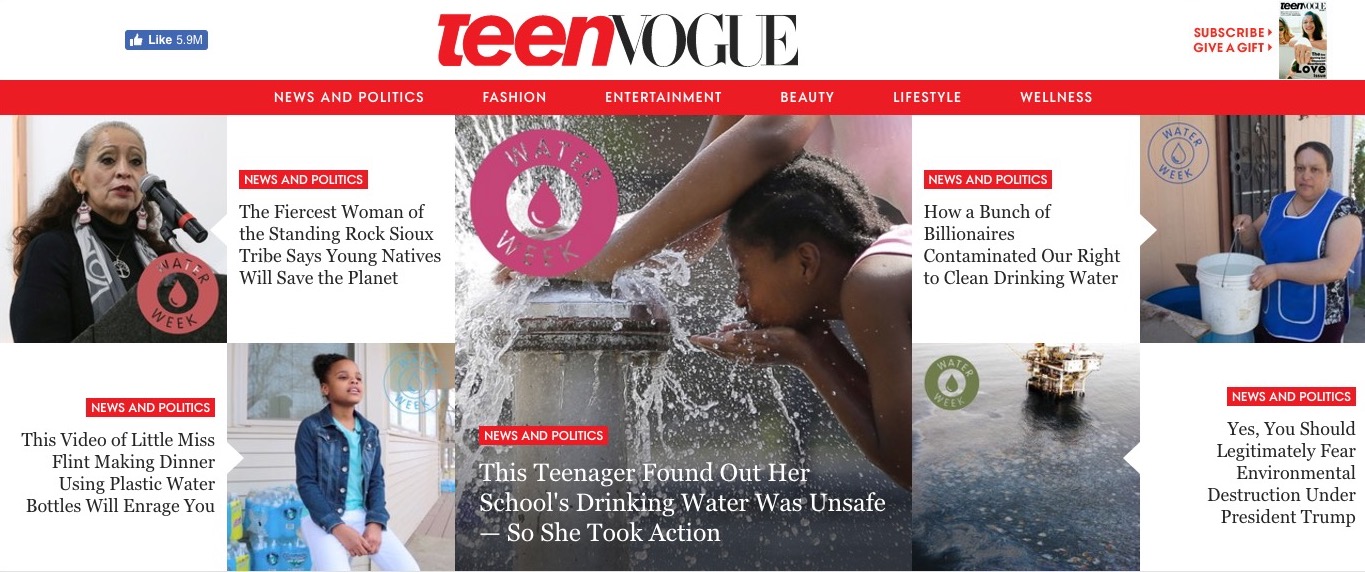 Like 5.9M
teenVOGUE
SUBSCRIBE
GIVE A GIFT
teenVOGUE
Love
NEWS AND POLITICS
FASHION
ENTERTAINMENT
BEAUTY
LIFESTYLE
WELLNESS
WATER
WEEK
NEWS AND POLITICS
The Fiercest Woman of
the Standing Rock Sioux
Tribe Says Young Natives
Will Save the Planet
WATER
WEEK
NEWS AND POLITICS
This Teenager Found Out Her
School's Drinking Water Was Unsafe
— So She Took Action
NEWS AND POLITICS
How a Bunch of
Billionaires
Contaminated Our Right
to Clean Drinking Water
WATER
WEEK
NEWS AND POLITICS
This Video of Little Miss
Flint Making Dinner
Using Plastic Water
Bottles Will Enrage You
WATER
WEEK
WATER
WEEK
NEWS AND POLITICS
Yes, You Should
Legitimately Fear
Environmental
Destruction Under
President Trump